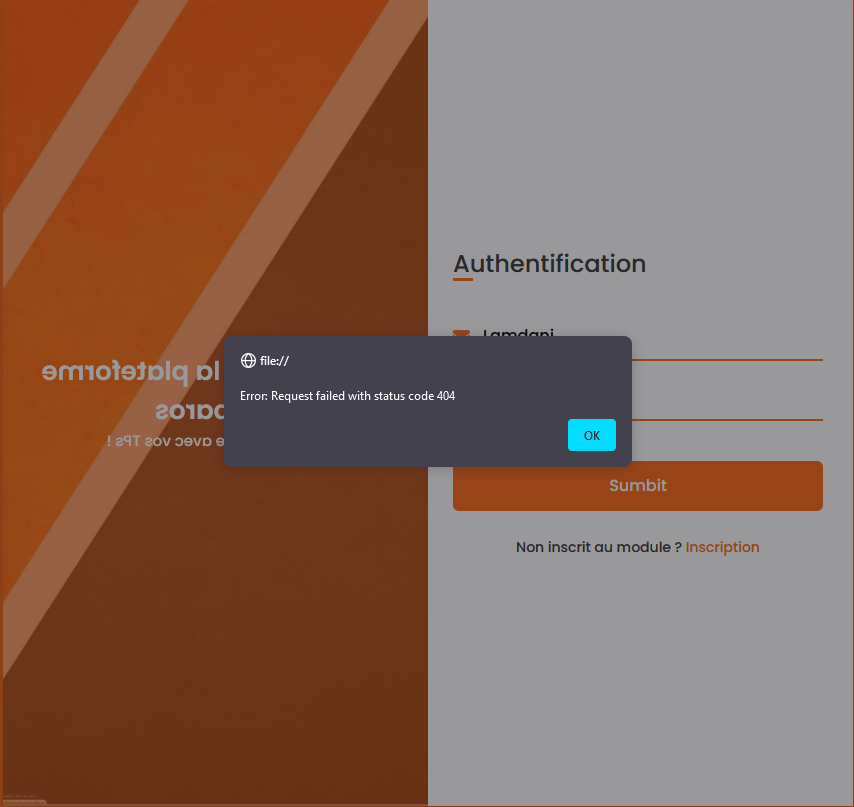 la plateforme
e avec vos TPs !
Authentification
Lamdani
file://
Error: Request failed with status code 404
OK
Sumbit
Non inscrit au module ? Inscription